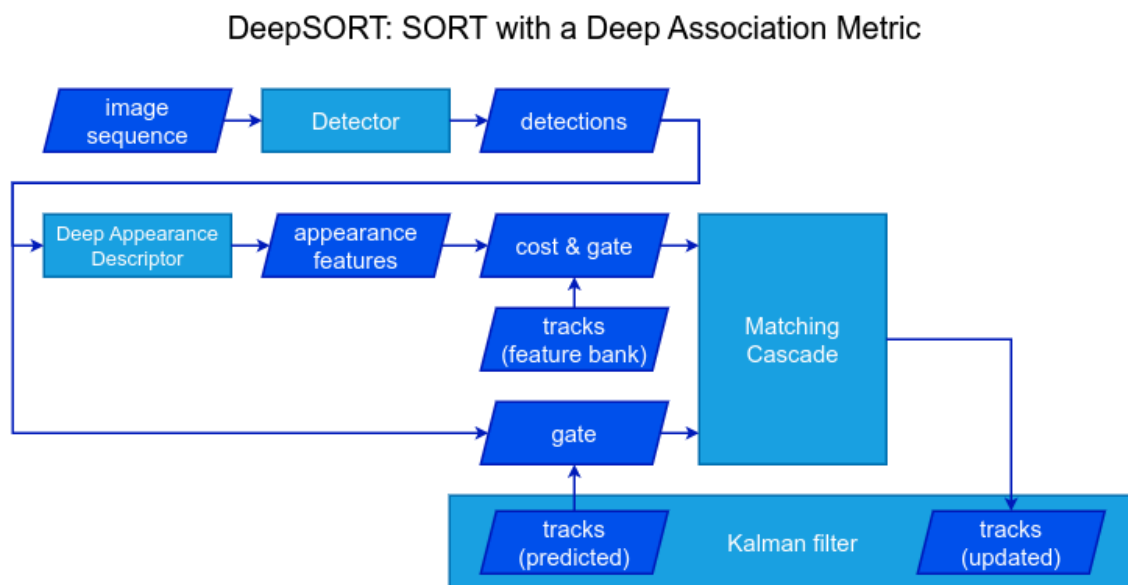 DeepSORT: SORT with a Deep Association Metric
image
sequence
Detector
detections
Deep Appearance
Descriptor
appearance
features
cost & gate
tracks
(feature bank)
Matching
Cascade
gate
tracks
(predicted)
Kalman filter
tracks
(updated)